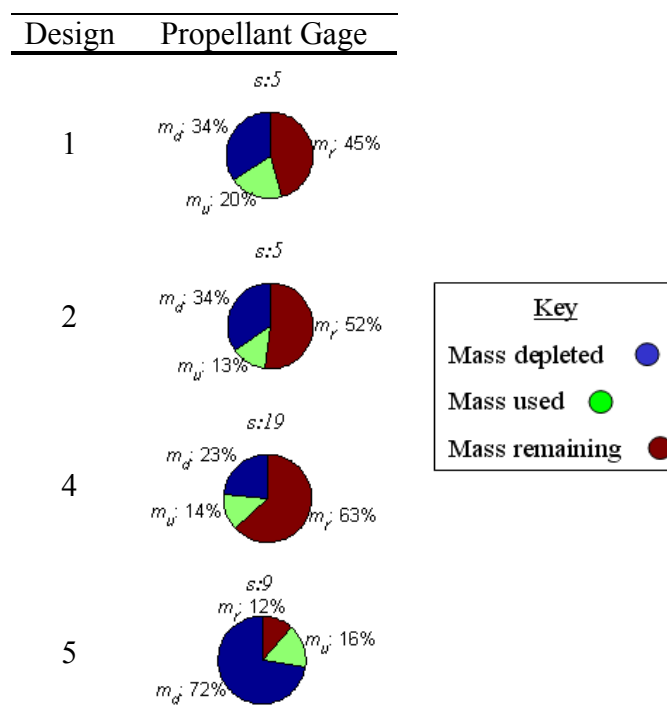 Design Propellant Gage
s:5
1
m_d: 34%
m_r: 45%
m_u: 20%
s:5
2
m_d: 34%
m_r: 52%
m_u: 13%
s:19
4
m_d: 23%
m_u: 14%
m_r: 63%
s:9
5
m_r: 12%
m_u: 16%
m_d: 72%
Key
Mass depleted
Mass used
Mass remaining